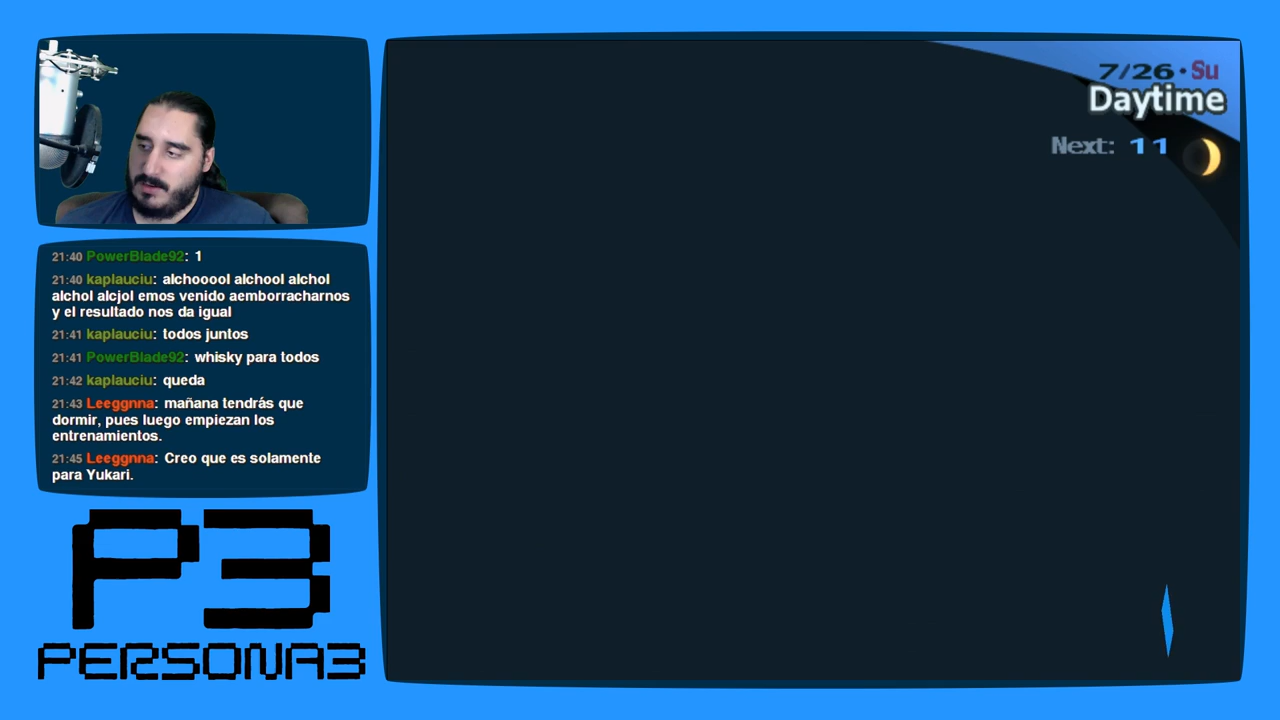 7/26·Su
Daytime
Next: 11
21:40 PowerBlade92: 1
21:40 kaplauciu: alchooool alchool alchol
alchol alcjol emos venido aemborracharnos
y el resultado nos da igual
21:41 kaplauciu: todos juntos
21:41 PowerBlade92: whisky para todos
21:42 kaplauciu: queda
21:43 Leeggnna: mañana tendrás que
dormir, pues luego empiezan los
entrenamientos.
21:45 Leeggnna: Creo que es solamente
para Yukari.
P3
PERSONA3